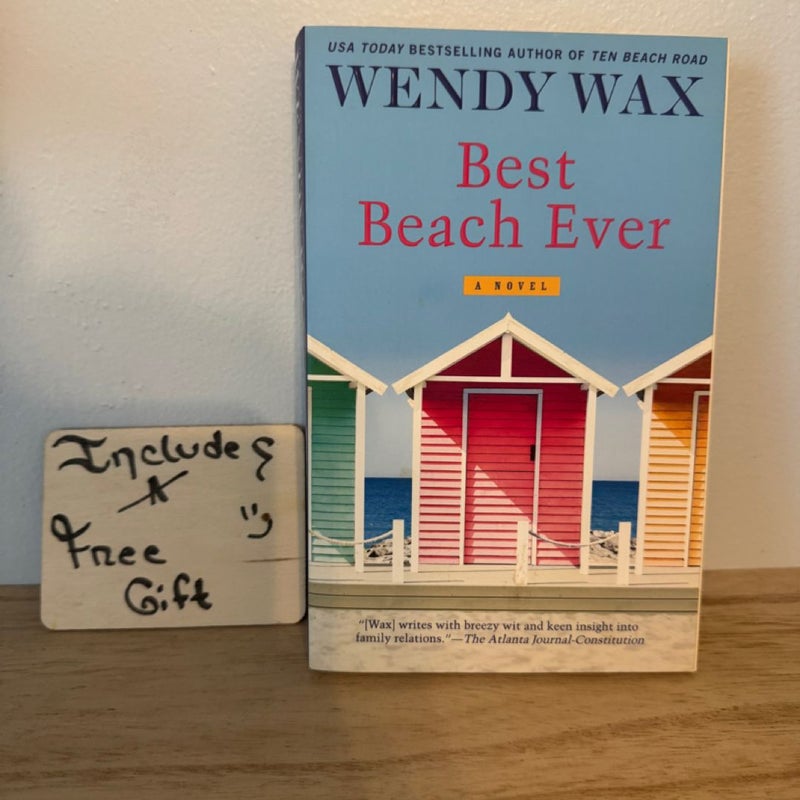 USA TODAY BESTSELLING AUTHOR OF TEN BEACH ROAD
WENDY WAX
Best
Beach Ever
A NOVEL
"[Wax] writes with breezy wit and keen insight into
family relations."—The Atlanta Journal-Constitution
Includes
A
Free :)
Gift